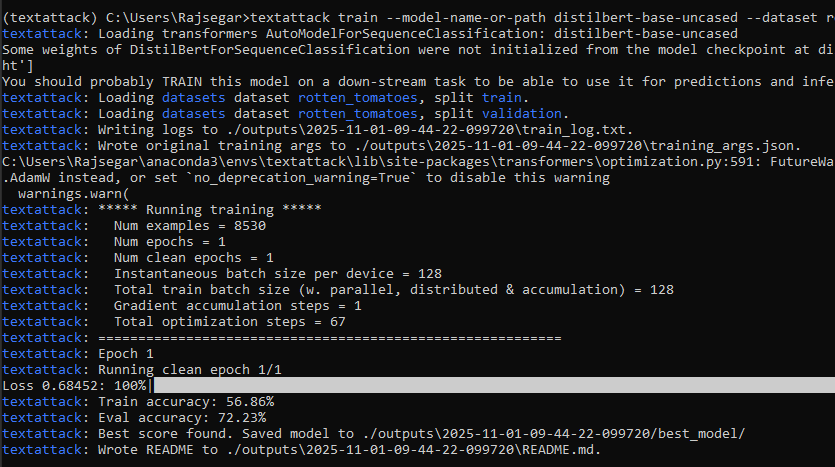 (textattack) C:\Users\Rajsegar>textattack train --model-name-or-path distilbert-base-uncased --dataset r
textattack: Loading transformers AutoModelForSequenceClassification: distilbert-base-uncased
Some weights of DistilBertForSequenceClassification were not initialized from the model checkpoint at di
ht']
You should probably TRAIN this model on a down-stream task to be able to use it for predictions and infe
textattack: Loading datasets dataset rotten_tomatoes, split train.
textattack: Loading datasets dataset rotten_tomatoes, split validation.
textattack: Writing logs to ./outputs\2025-11-01-09-44-22-099720\train_log.txt.
textattack: Wrote original training args to ./outputs\2025-11-01-09-44-22-099720\training_args.json.
C:\Users\Rajsegar\anaconda3\envs\textattack\lib\site-packages\transformers\optimization.py:591: FutureWa
.AdamW instead, or set `no_deprecation_warning=True` to disable this warning
  warnings.warn(
textattack: ***** Running training *****
textattack:   Num examples = 8530
textattack:   Num epochs = 1
textattack:   Num clean epochs = 1
textattack:   Instantaneous batch size per device = 128
textattack:   Total train batch size (w. parallel, distributed & accumulation) = 128
textattack:   Gradient accumulation steps = 1
textattack:   Total optimization steps = 67
textattack: ==========================================================
textattack: Epoch 1
textattack: Running clean epoch 1/1
Loss 0.68452: 100%|
textattack: Train accuracy: 56.86%
textattack: Eval accuracy: 72.23%
textattack: Best score found. Saved model to ./outputs\2025-11-01-09-44-22-099720/best_model/
textattack: Wrote README to ./outputs\2025-11-01-09-44-22-099720\README.md.